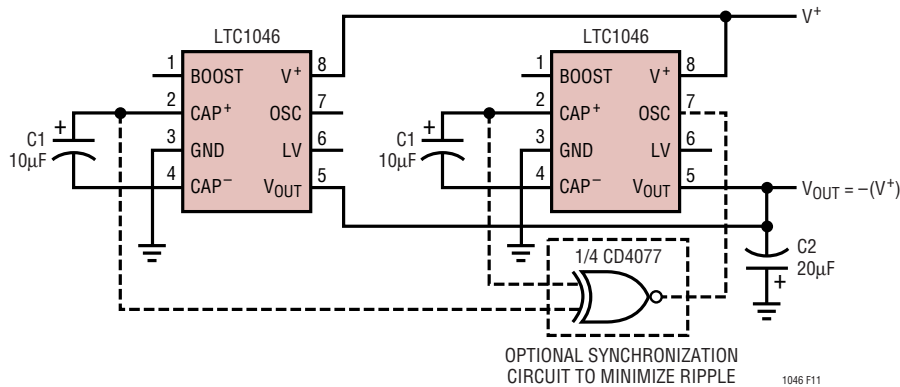 V+
LTC1046
LTC1046
1 BOOST V+ 8
2 CAP+ OSC 7
3 GND LV 6
4 CAP− VOUT 5
+
C1
10µF
1 BOOST V+ 8
2 CAP+ OSC 7
3 GND LV 6
4 CAP− VOUT 5
+
C1
10µF
VOUT = −(V+)
C2
20µF
+
1/4 CD4077
OPTIONAL SYNCHRONIZATION
CIRCUIT TO MINIMIZE RIPPLE
1046 F11